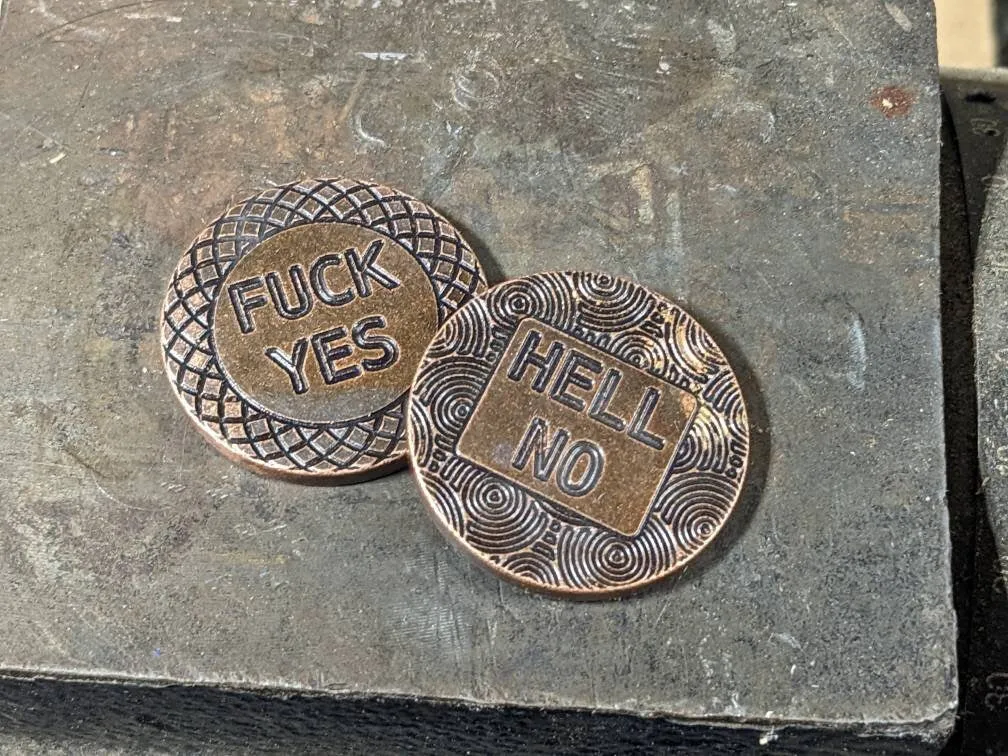 FUCK
YES
HELL
NO